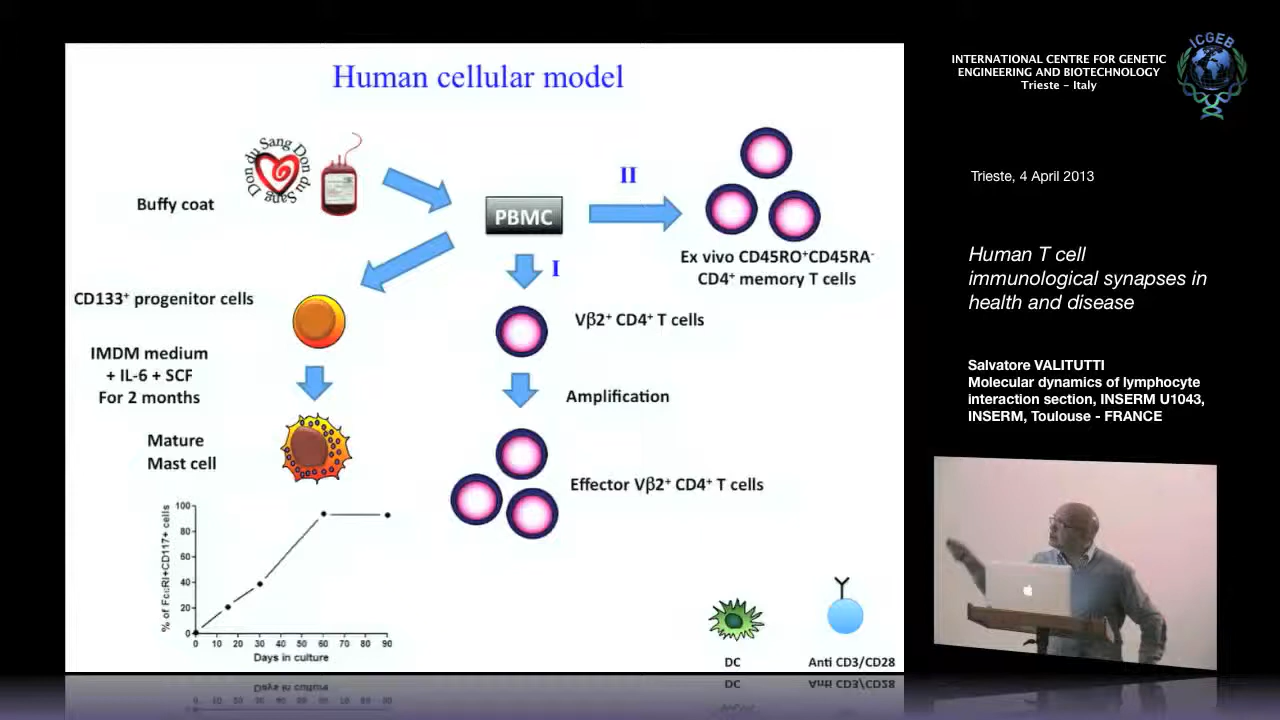 Human cellular model
Don du Sang Don du Sang
Buffy coat
PBMC
II
Ex vivo CD45RO⁺CD45RA⁻
CD4⁺ memory T cells
I
CD133⁺ progenitor cells
Vβ2⁺ CD4⁺ T cells
IMDM medium
+ IL-6 + SCF
For 2 months
Amplification
Mature
Mast cell
Effector Vβ2⁺ CD4⁺ T cells
% of FcεRI+CD117+ cells
100
80
60
40
20
0
0 10 20 30 40 50 60 70 80 90
Days in culture
DC
Anti CD3/CD28
ICGEB
INTERNATIONAL CENTRE FOR GENETIC
ENGINEERING AND BIOTECHNOLOGY
Trieste - Italy
Trieste, 4 April 2013
Human T cell
immunological synapses in
health and disease
Salvatore VALITUTTI
Molecular dynamics of lymphocyte
interaction section, INSERM U1043,
INSERM, Toulouse - FRANCE